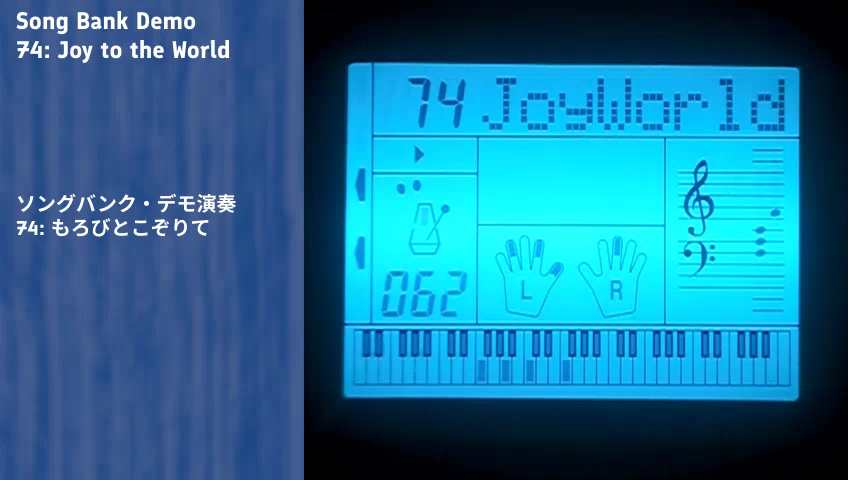 Song Bank Demo
74: Joy to the World
ソングバンク・デモ演奏
74: もろびとこぞりて
74 JoyWorld
062
L R